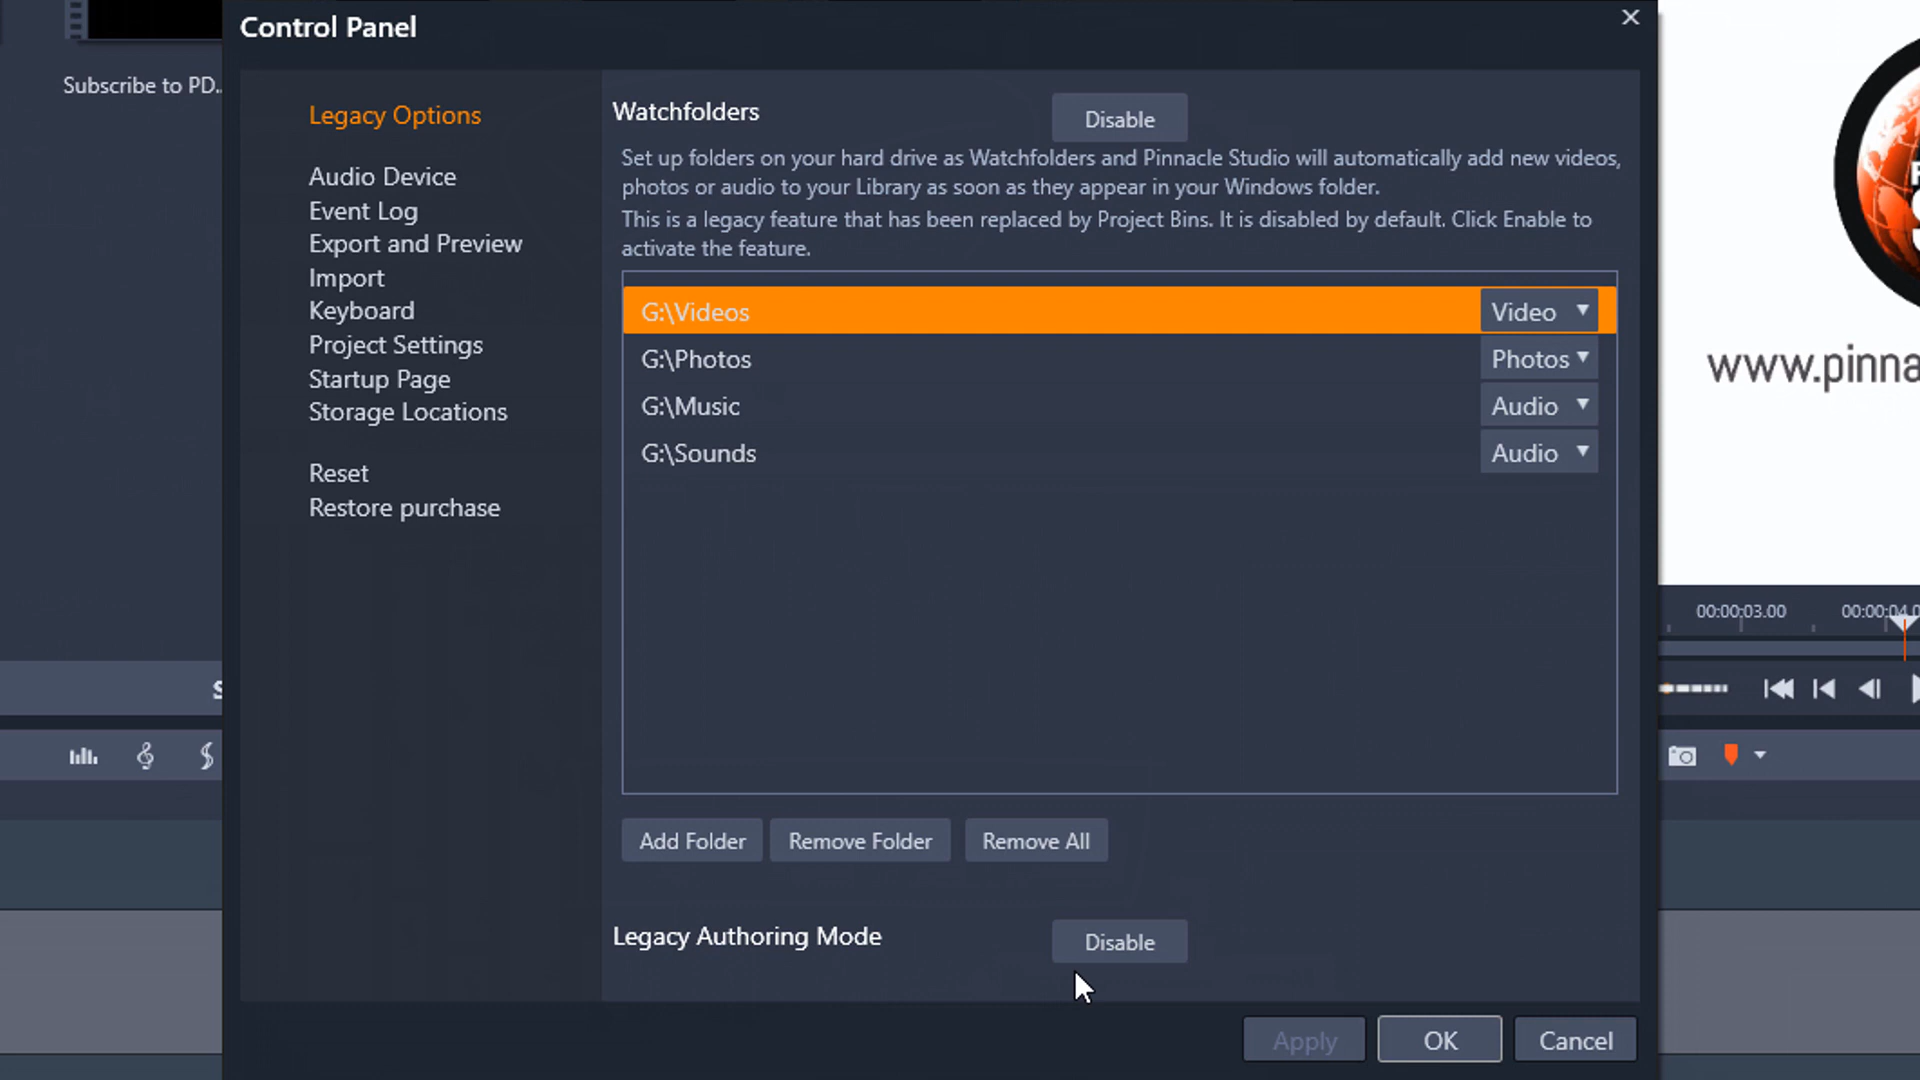 Control Panel
Subscribe to PD..
Legacy Options
Audio Device
Event Log
Export and Preview
Import
Keyboard
Project Settings
Startup Page
Storage Locations
Reset
Restore purchase
Watchfolders
Disable
Set up folders on your hard drive as Watchfolders and Pinnacle Studio will automatically add new videos,
photos or audio to your Library as soon as they appear in your Windows folder.
This is a legacy feature that has been replaced by Project Bins. It is disabled by default. Click Enable to
activate the feature.
G:\Videos Video
G:\Photos Photos
G:\Music Audio
G:\Sounds Audio
Add Folder Remove Folder Remove All
Legacy Authoring Mode Disable
Apply OK Cancel
www.pinna
00:00:03.00 00:00:04.0